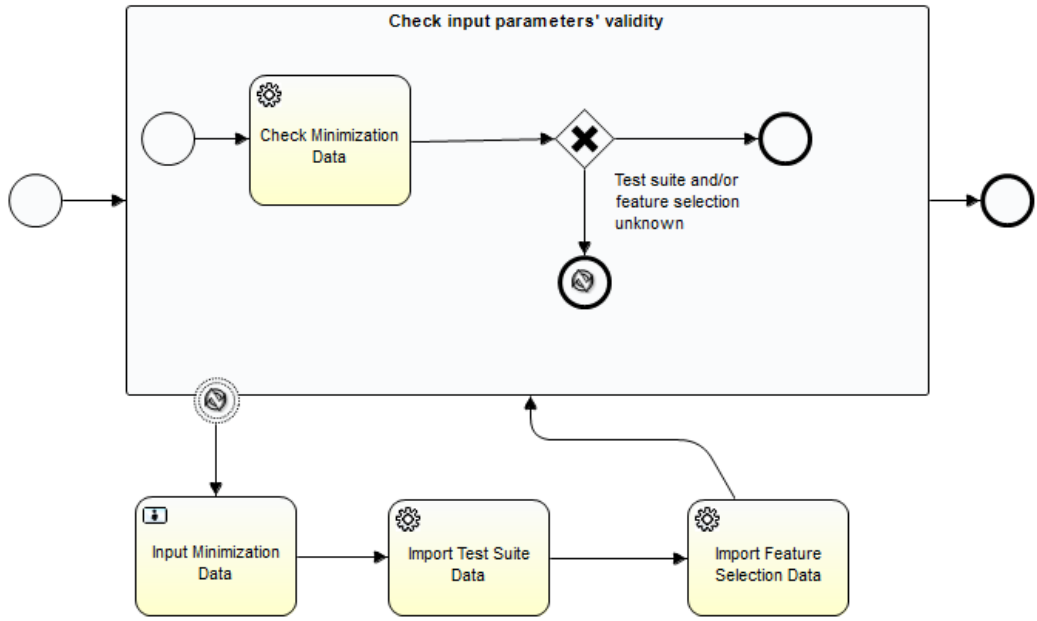 Check input parameters' validity
Check Minimization
Data
Test suite and/or
feature selection
unknown
Input Minimization
Data
Import Test Suite
Data
Import Feature
Selection Data